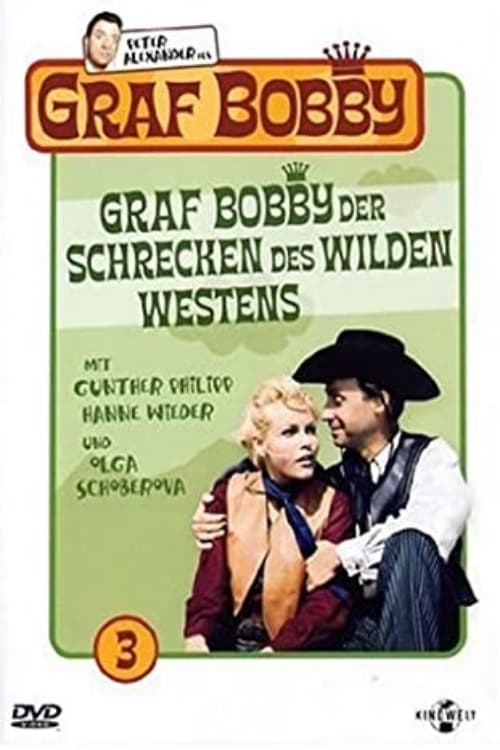 PETER
ALEXANDER ALS
GRAF BOBBY
GRAF BOBBY DER
SCHRECKEN DES WILDEN
WESTENS
MIT
GUNTHER PHILIPP
HANNE WIEDER
UND
OLGA
SCHOBEROVA
3
DVD
VIDEO
KINOWELT